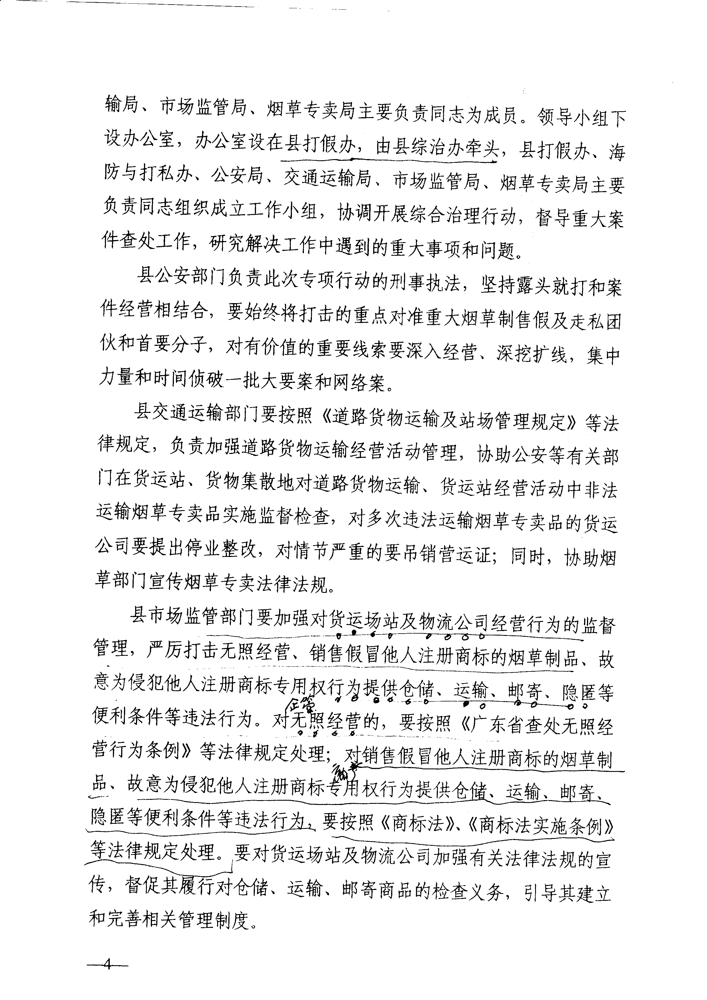 输局、市场监管局、烟草专卖局主要负责同志为成员。领导小组下
设办公室，办公室设在县打假办，由县综治办牵头，县打假办、海
防与打私办、公安局、交通运输局、市场监管局、烟草专卖局主要
负责同志组织成立工作小组，协调开展综合治理行动，督导重大案
件查处工作，研究解决工作中遇到的重大事项和问题。
县公安部门负责此次专项行动的刑事执法，坚持露头就打和案
件经营相结合，要始终将打击的重点对准重大烟草制售假及走私团
伙和首要分子，对有价值的重要线索要深入经营、深挖扩线，集中
力量和时间侦破一批大要案和网络案。
县交通运输部门要按照《道路货物运输及站场管理规定》等法
律规定，负责加强道路货物运输经营活动管理，协助公安等有关部
门在货运站、货物集散地对道路货物运输、货运站经营活动中非法
运输烟草专卖品实施监督检查，对多次违法运输烟草专卖品的货运
公司要提出停业整改，对情节严重的要吊销营运证；同时，协助烟
草部门宣传烟草专卖法律法规。
县市场监管部门要加强对货运场站及物流公司经营行为的监督
管理，严厉打击无照经营、销售假冒他人注册商标的烟草制品、故
意为侵犯他人注册商标专用权行为提供仓储、运输、邮寄、隐匿等
企管
便利条件等违法行为。对无照经营的，要按照《广东省查处无照经
营行为条例》等法律规定处理；对销售假冒他人注册商标的烟草制
品、故意为侵犯他人注册商标专用权行为提供仓储、运输、邮寄、
隐匿等便利条件等违法行为，要按照《商标法》、《商标法实施条例》
等法律规定处理。要对货运场站及物流公司加强有关法律法规的宣
传，督促其履行对仓储、运输、邮寄商品的检查义务，引导其建立
和完善相关管理制度。
—4—